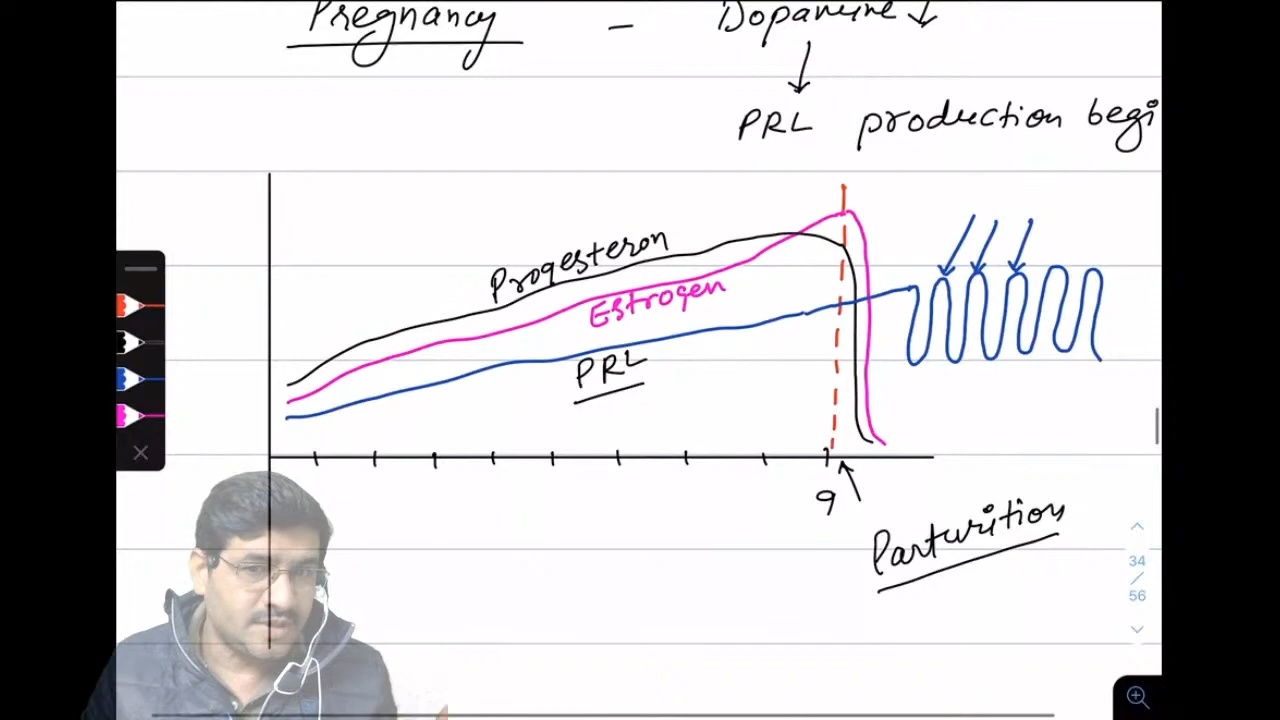 Pregnancy – Dopamine ↓
↓
PRL production begi
Progesteron
Estrogen
PRL
9
Parturition
34
/
56